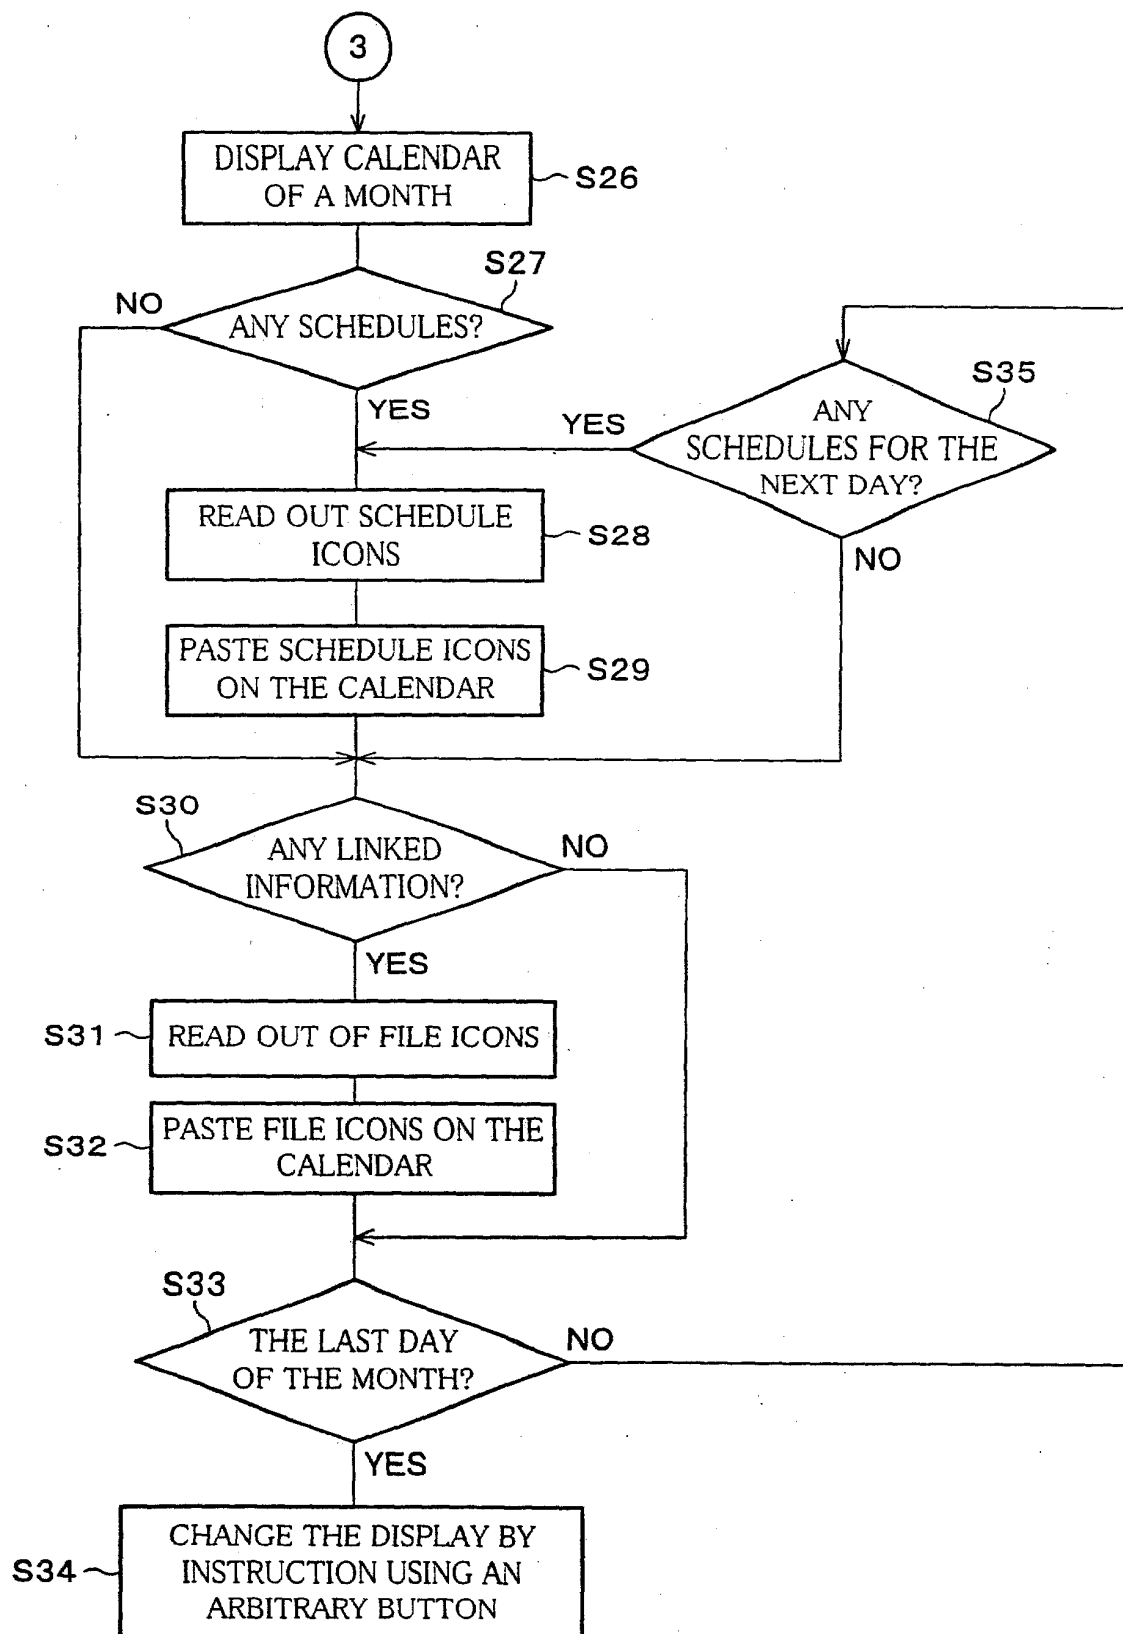 3
DISPLAY CALENDAR
OF A MONTH
S26
S27
NO
ANY SCHEDULES?
YES
S35
ANY
SCHEDULES FOR THE
NEXT DAY?
YES
NO
READ OUT SCHEDULE
ICONS
S28
PASTE SCHEDULE ICONS
ON THE CALENDAR
S29
S30
ANY LINKED
INFORMATION?
NO
YES
S31
READ OUT OF FILE ICONS
S32
PASTE FILE ICONS ON THE
CALENDAR
S33
THE LAST DAY
OF THE MONTH?
NO
YES
S34
CHANGE THE DISPLAY BY
INSTRUCTION USING AN
ARBITRARY BUTTON